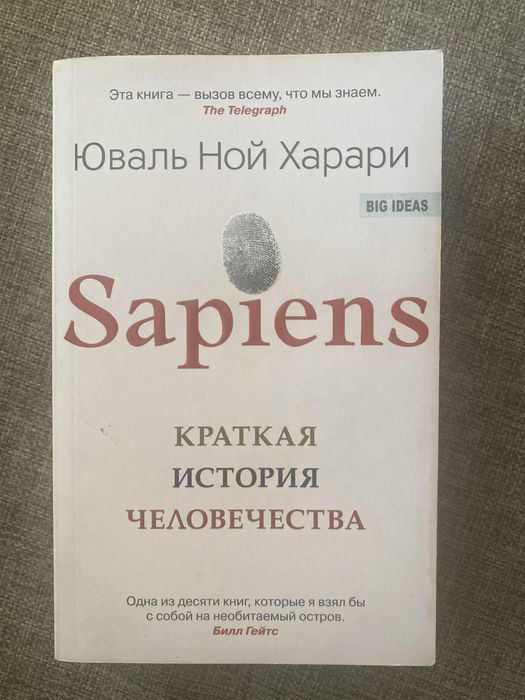 Эта книга — вызов всему, что мы знаем.
The Telegraph
Юваль Ной Харари
BIG IDEAS
Sapiens
КРАТКАЯ
ИСТОРИЯ
ЧЕЛОВЕЧЕСТВА
Одна из десяти книг, которые я взял бы
с собой на необитаемый остров.
Билл Гейтс